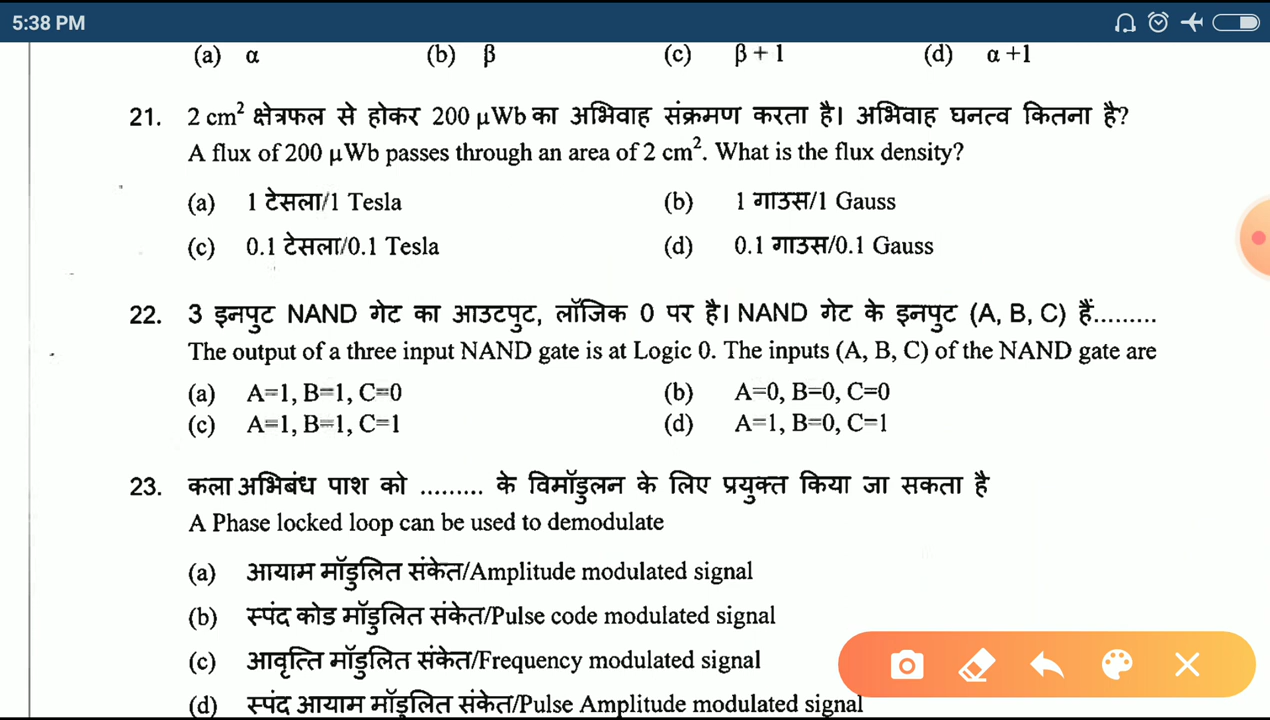 5:38 PM
(a) α (b) β (c) β + 1 (d) α +1
21. 2 cm² क्षेत्रफल से होकर 200 μWb का अभिवाह संक्रमण करता है। अभिवाह घनत्व कितना है?
A flux of 200 μWb passes through an area of 2 cm². What is the flux density?
(a) 1 टेसला/1 Tesla (b) 1 गाउस/1 Gauss
(c) 0.1 टेसला/0.1 Tesla (d) 0.1 गाउस/0.1 Gauss
22. 3 इनपुट NAND गेट का आउटपुट, लॉजिक 0 पर है। NAND गेट के इनपुट (A, B, C) हैं.........
The output of a three input NAND gate is at Logic 0. The inputs (A, B, C) of the NAND gate are
(a) A=1, B=1, C=0 (b) A=0, B=0, C=0
(c) A=1, B=1, C=1 (d) A=1, B=0, C=1
23. कला अभिबंध पाश को ......... के विमॉडुलन के लिए प्रयुक्त किया जा सकता है
A Phase locked loop can be used to demodulate
(a) आयाम मॉडुलित संकेत/Amplitude modulated signal
(b) स्पंद कोड मॉडुलित संकेत/Pulse code modulated signal
(c) आवृत्ति मॉडुलित संकेत/Frequency modulated signal
(d) स्पंद आयाम मॉडुलित संकेत/Pulse Amplitude modulated signal